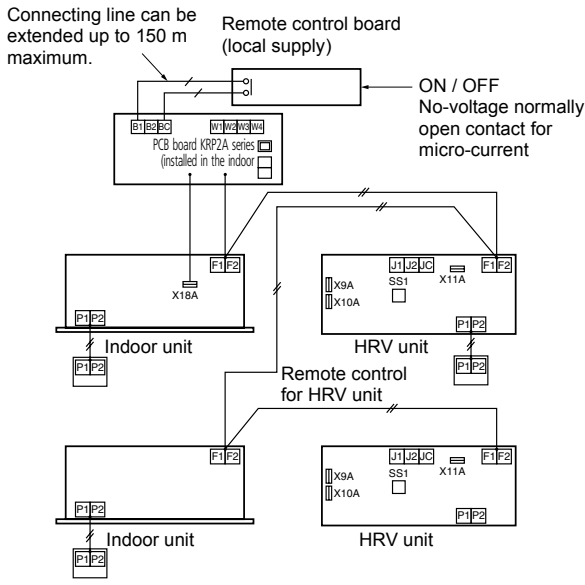 Connecting line can be
extended up to 150 m
maximum.
Remote control board
(local supply)
ON / OFF
No-voltage normally
open contact for
micro-current
B1 B2 BC
W1 W2 W3 W4
PCB board KRP2A series
(installed in the indoor
F1 F2
X18A
P1 P2
Indoor unit
P1 P2
J1 J2 JC
X11A
F1 F2
X9A
SS1
X10A
P1 P2
HRV unit
P1 P2
Remote control
for HRV unit
F1 F2
P1 P2
Indoor unit
P1 P2
J1 J2 JC
X11A
F1 F2
X9A
SS1
X10A
P1 P2
HRV unit